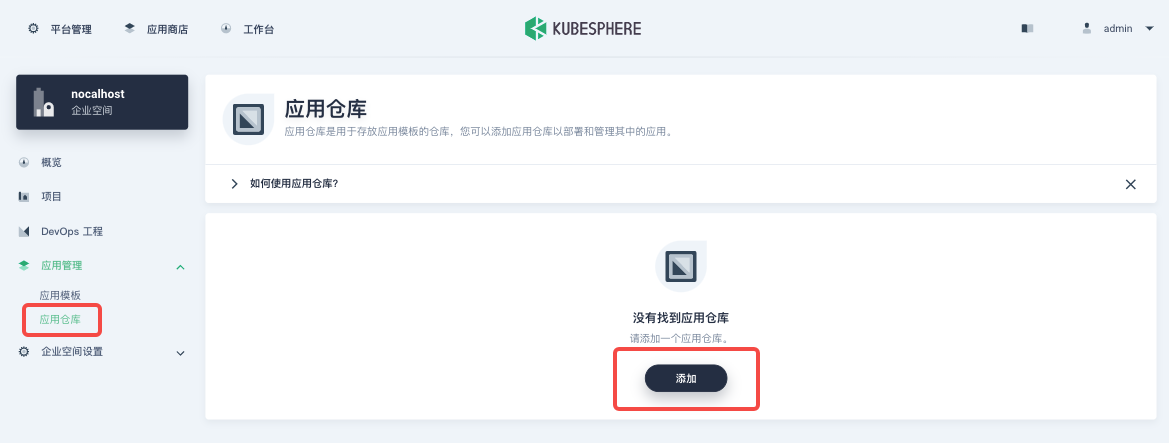 平台管理 应用商店 工作台 KUBESPHERE admin
nocalhost
企业空间
概览
项目
DevOps 工程
应用管理
应用模板
应用仓库
企业空间设置
应用仓库
应用仓库是用于存放应用模板的仓库，您可以添加应用仓库以部署和管理其中的应用。
如何使用应用仓库?
没有找到应用仓库
请添加一个应用仓库。
添加